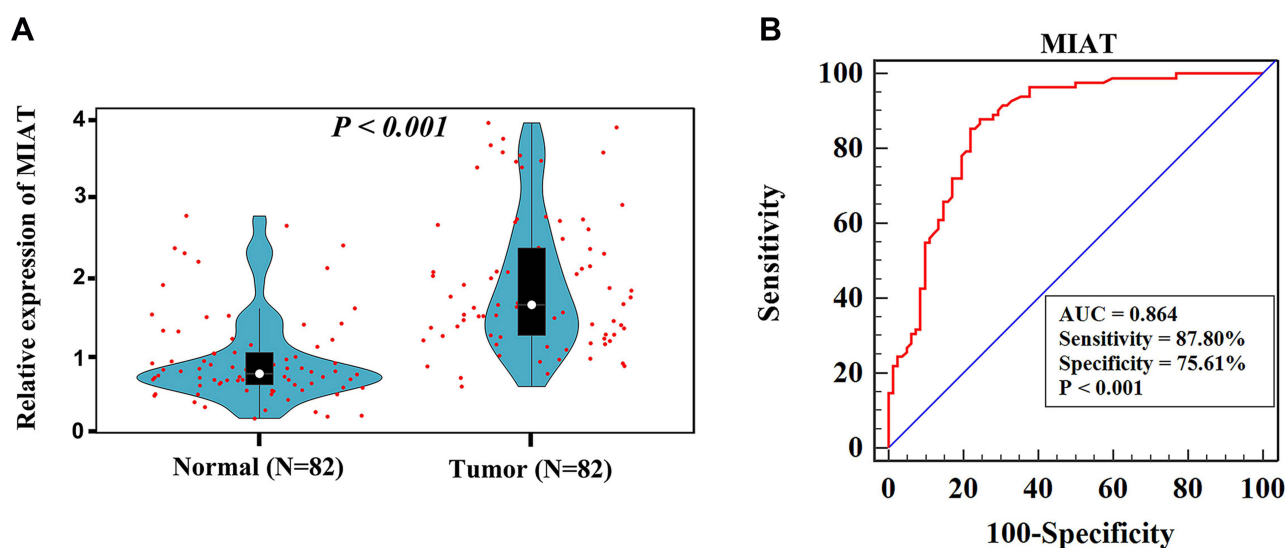 A
Relative expression of MIAT
4
3
2
1
0
P < 0.001
Normal (N=82)
Tumor (N=82)
B
MIAT
Sensitivity
100
80
60
40
20
0
AUC = 0.864
Sensitivity = 87.80%
Specificity = 75.61%
P < 0.001
0 20 40 60 80 100
100-Specificity